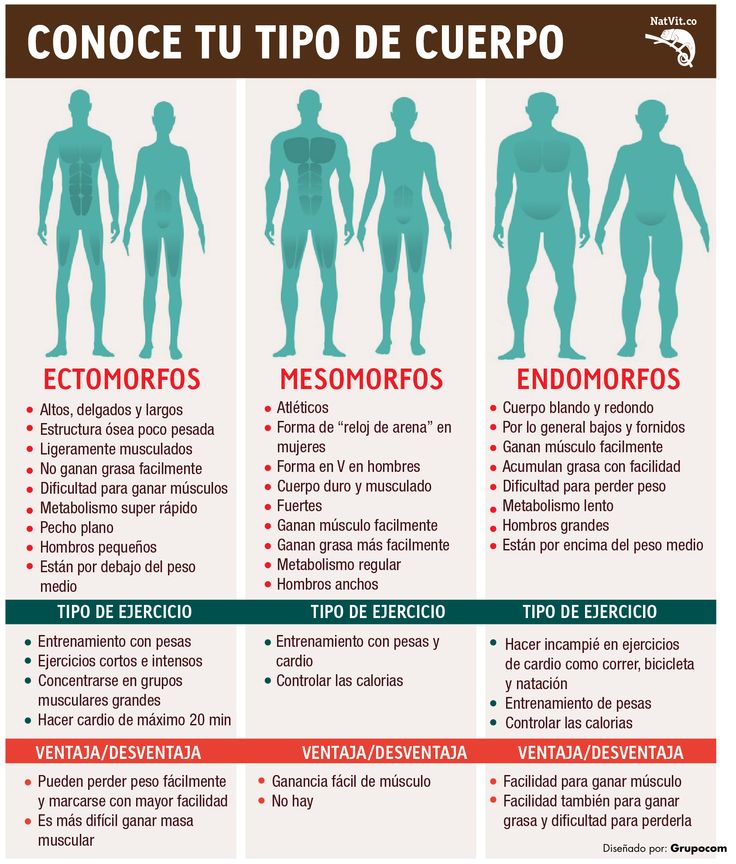 NatVit.co
CONOCE TU TIPO DE CUERPO
ECTOMORFOS
• Altos, delgados y largos
• Estructura ósea poco pesada
• Ligeramente musculados
• No ganan grasa facilmente
• Dificultad para ganar músculos
• Metabolismo super rápido
• Pecho plano
• Hombros pequeños
• Están por debajo del peso
medio
TIPO DE EJERCICIO
• Entrenamiento con pesas
• Ejercicios cortos e intensos
• Concentrarse en grupos
musculares grandes
• Hacer cardio de máximo 20 min
VENTAJA/DESVENTAJA
• Pueden perder peso fácilmente
y marcarse con mayor facilidad
• Es más difícil ganar masa
muscular
MESOMORFOS
• Atléticos
• Forma de “reloj de arena” en
mujeres
• Forma en V en hombres
• Cuerpo duro y musculado
• Fuertes
• Ganan músculo facilmente
• Ganan grasa más facilmente
• Metabolismo regular
• Hombros anchos
TIPO DE EJERCICIO
• Entrenamiento con pesas y
cardio
• Controlar las calorias
VENTAJA/DESVENTAJA
• Ganancia fácil de músculo
• No hay
ENDOMORFOS
• Cuerpo blando y redondo
• Por lo general bajos y fornidos
• Ganan músculo facilmente
• Acumulan grasa con facilidad
• Dificultad para perder peso
• Metabolismo lento
• Hombros grandes
• Están por encima del peso medio
TIPO DE EJERCICIO
• Hacer incampié en ejercicios
de cardio como correr, bicicleta
y natación
• Entrenamiento de pesas
• Controlar las calorias
VENTAJA/DESVENTAJA
• Facilidad para ganar músculo
• Facilidad también para ganar
grasa y dificultad para perderla
Diseñado por: Grupocom